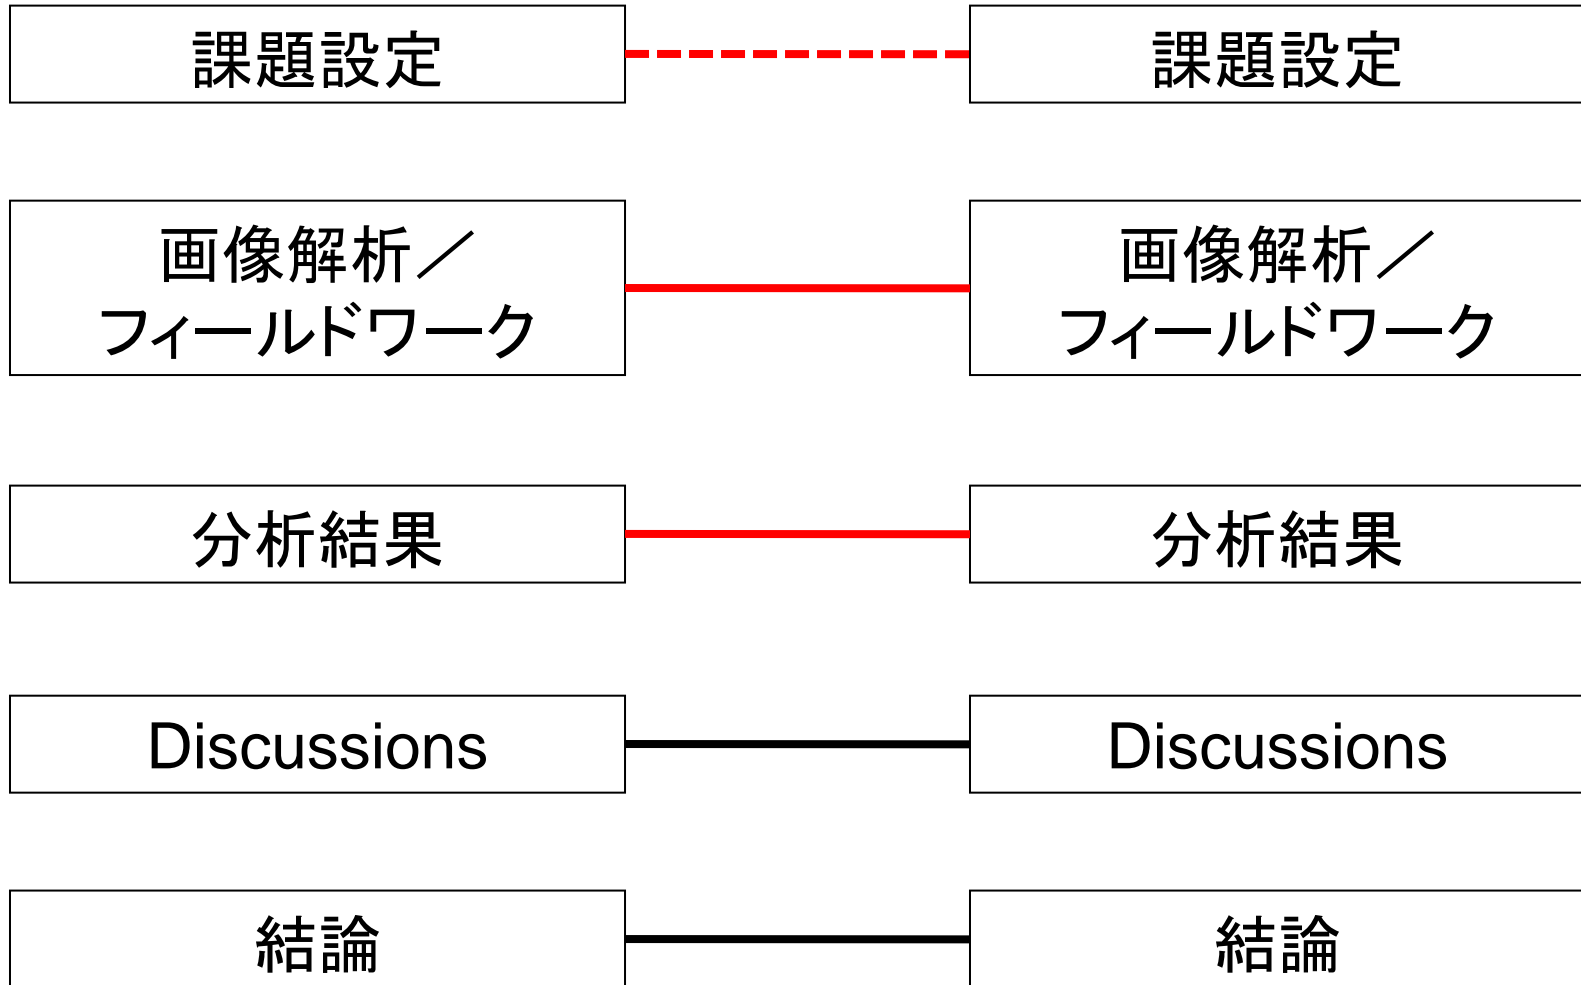 課題設定
課題設定
画像解析／
フィールドワーク
画像解析／
フィールドワーク
分析結果
分析結果
Discussions
Discussions
結論
結論